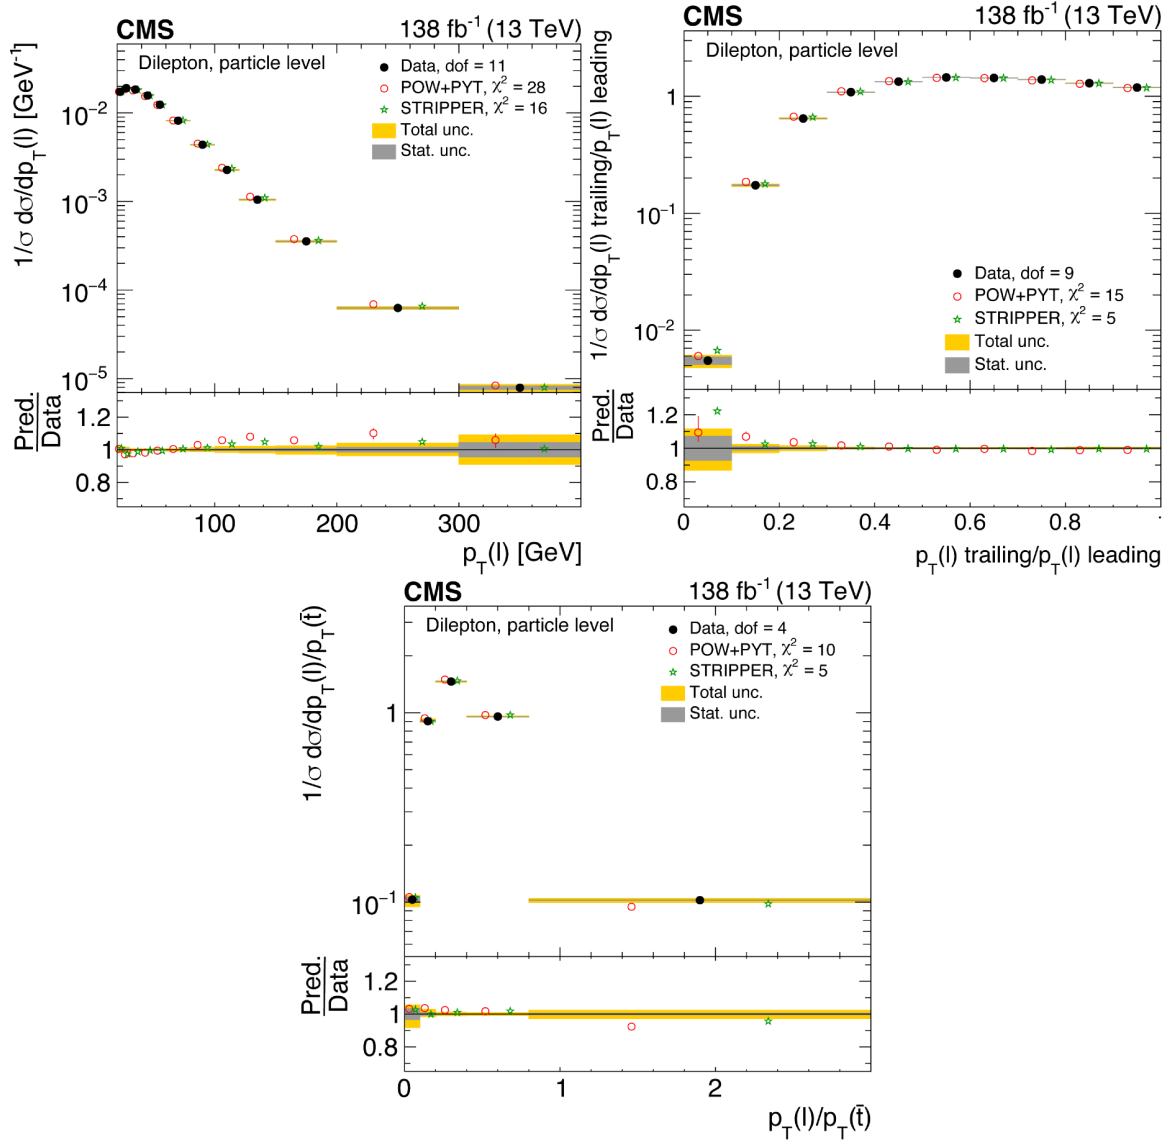 CMS
138 fb⁻¹ (13 TeV)
Dilepton, particle level
Data, dof = 11
POW+PYT, χ² = 28
STRIPPER, χ² = 16
Total unc.
Stat. unc.
1/σ dσ/dp_T(l) [GeV⁻¹]
10⁻²
10⁻³
10⁻⁴
10⁻⁵
Pred.
Data
1.2
1
0.8
100
200
300
p_T(l) [GeV]
CMS
138 fb⁻¹ (13 TeV)
Dilepton, particle level
1/σ dσ/dp_T(l) trailing/p_T(l) leading
1
10⁻¹
10⁻²
Data, dof = 9
POW+PYT, χ² = 15
STRIPPER, χ² = 5
Total unc.
Stat. unc.
Pred.
Data
1.2
1
0.8
0
0.2
0.4
0.6
0.8
1
p_T(l) trailing/p_T(l) leading
CMS
138 fb⁻¹ (13 TeV)
Dilepton, particle level
Data, dof = 4
POW+PYT, χ² = 10
STRIPPER, χ² = 5
Total unc.
Stat. unc.
1/σ dσ/dp_T(l)/p_T(t̄)
1
10⁻¹
Pred.
Data
1.2
1
0.8
0
1
2
p_T(l)/p_T(t̄)